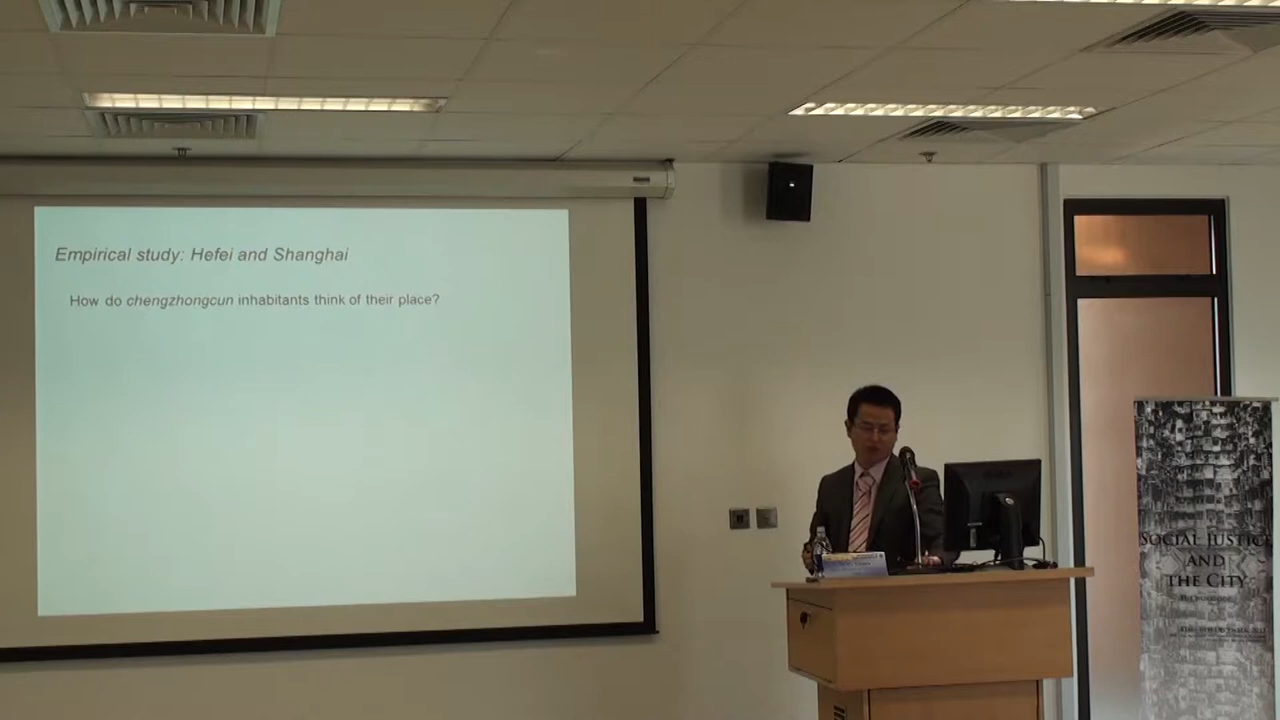 Empirical study: Hefei and Shanghai
How do chengzhongcun inhabitants think of their place?
SOCIAL JUSTICE
AND
THE CITY